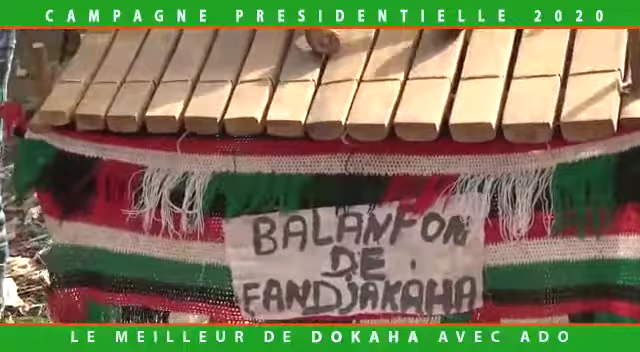 CAMPAGNE PRESIDENTIELLE 2020
BALANFON
DE
FANDJAKAHA
LE MEILLEUR DE DOKAHA AVEC ADO